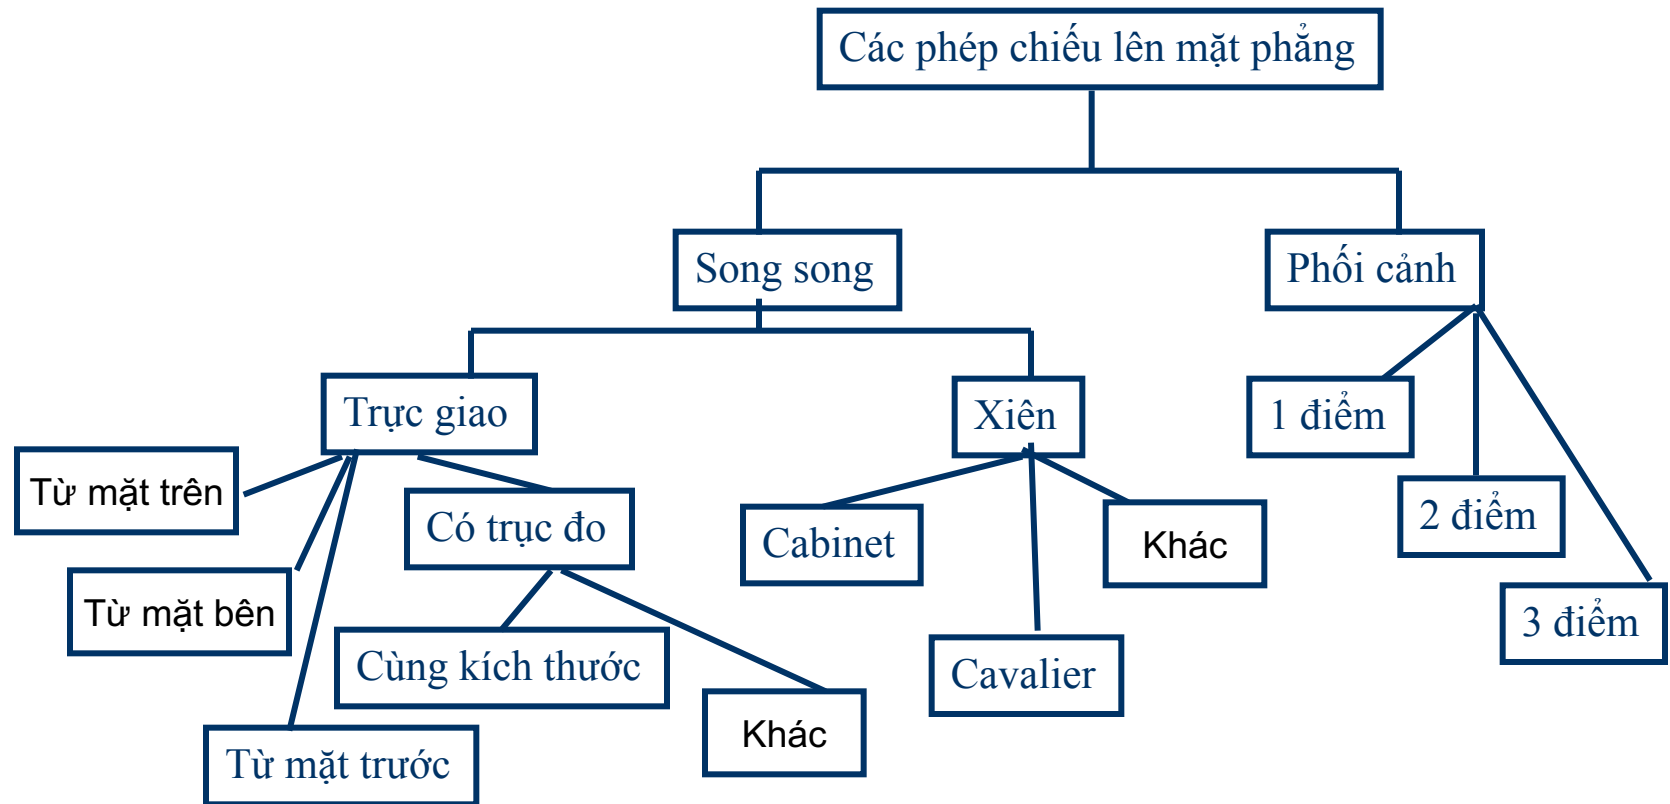 Các phép chiếu lên mặt phẳng
Song song
Phối cảnh
Trực giao
Xiên
1 điểm
Từ mặt trên
Có trục đo
Cabinet
Khác
2 điểm
Từ mặt bên
Cùng kích thước
Cavalier
3 điểm
Từ mặt trước
Khác